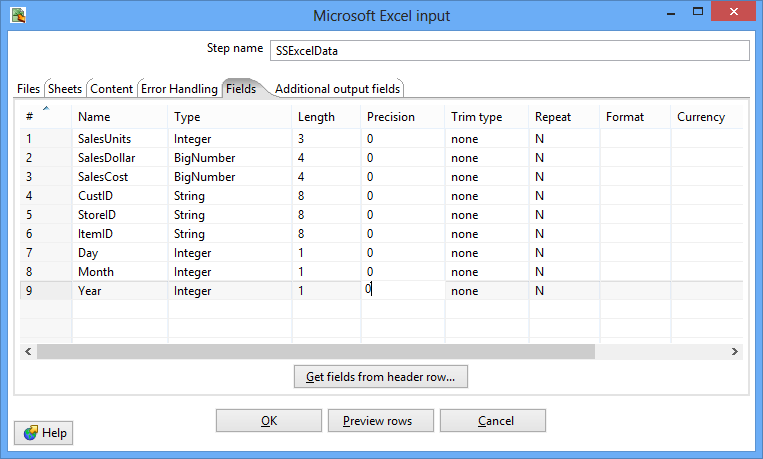 Microsoft Excel input
Step name SSExcelData
Files Sheets Content Error Handling Fields Additional output fields
# Name Type Length Precision Trim type Repeat Format Currency
1 SalesUnits Integer 3 0 none N
2 SalesDollar BigNumber 4 0 none N
3 SalesCost BigNumber 4 0 none N
4 CustID String 8 0 none N
5 StoreID String 8 0 none N
6 ItemID String 8 0 none N
7 Day Integer 1 0 none N
8 Month Integer 1 0 none N
9 Year Integer 1 0 none N
Get fields from header row...
OK Preview rows Cancel
Help